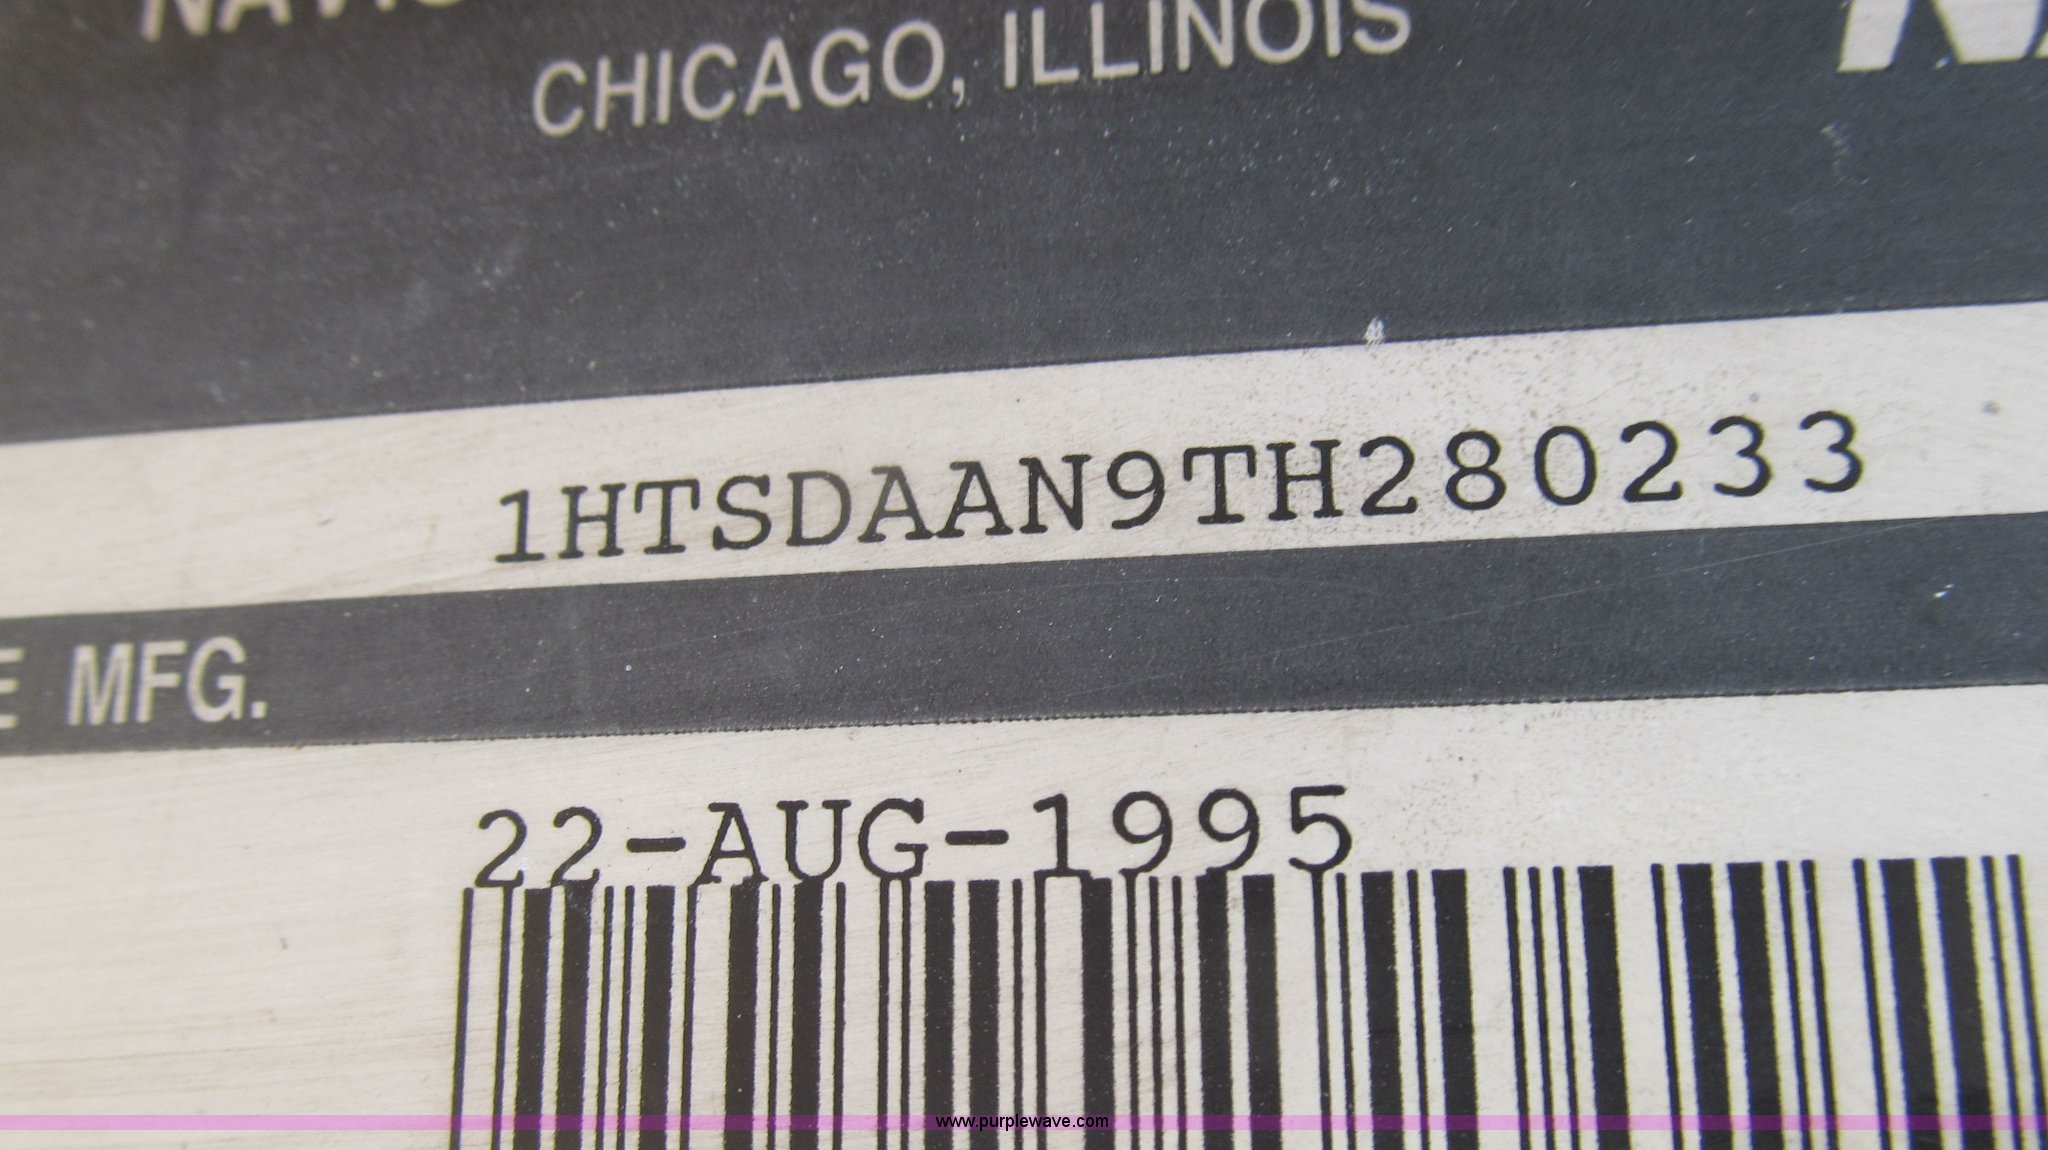 CHICAGO, ILLINOIS
1HTSDAAN9TH280233
MFG.
22-AUG-1995
www.purplewave.com